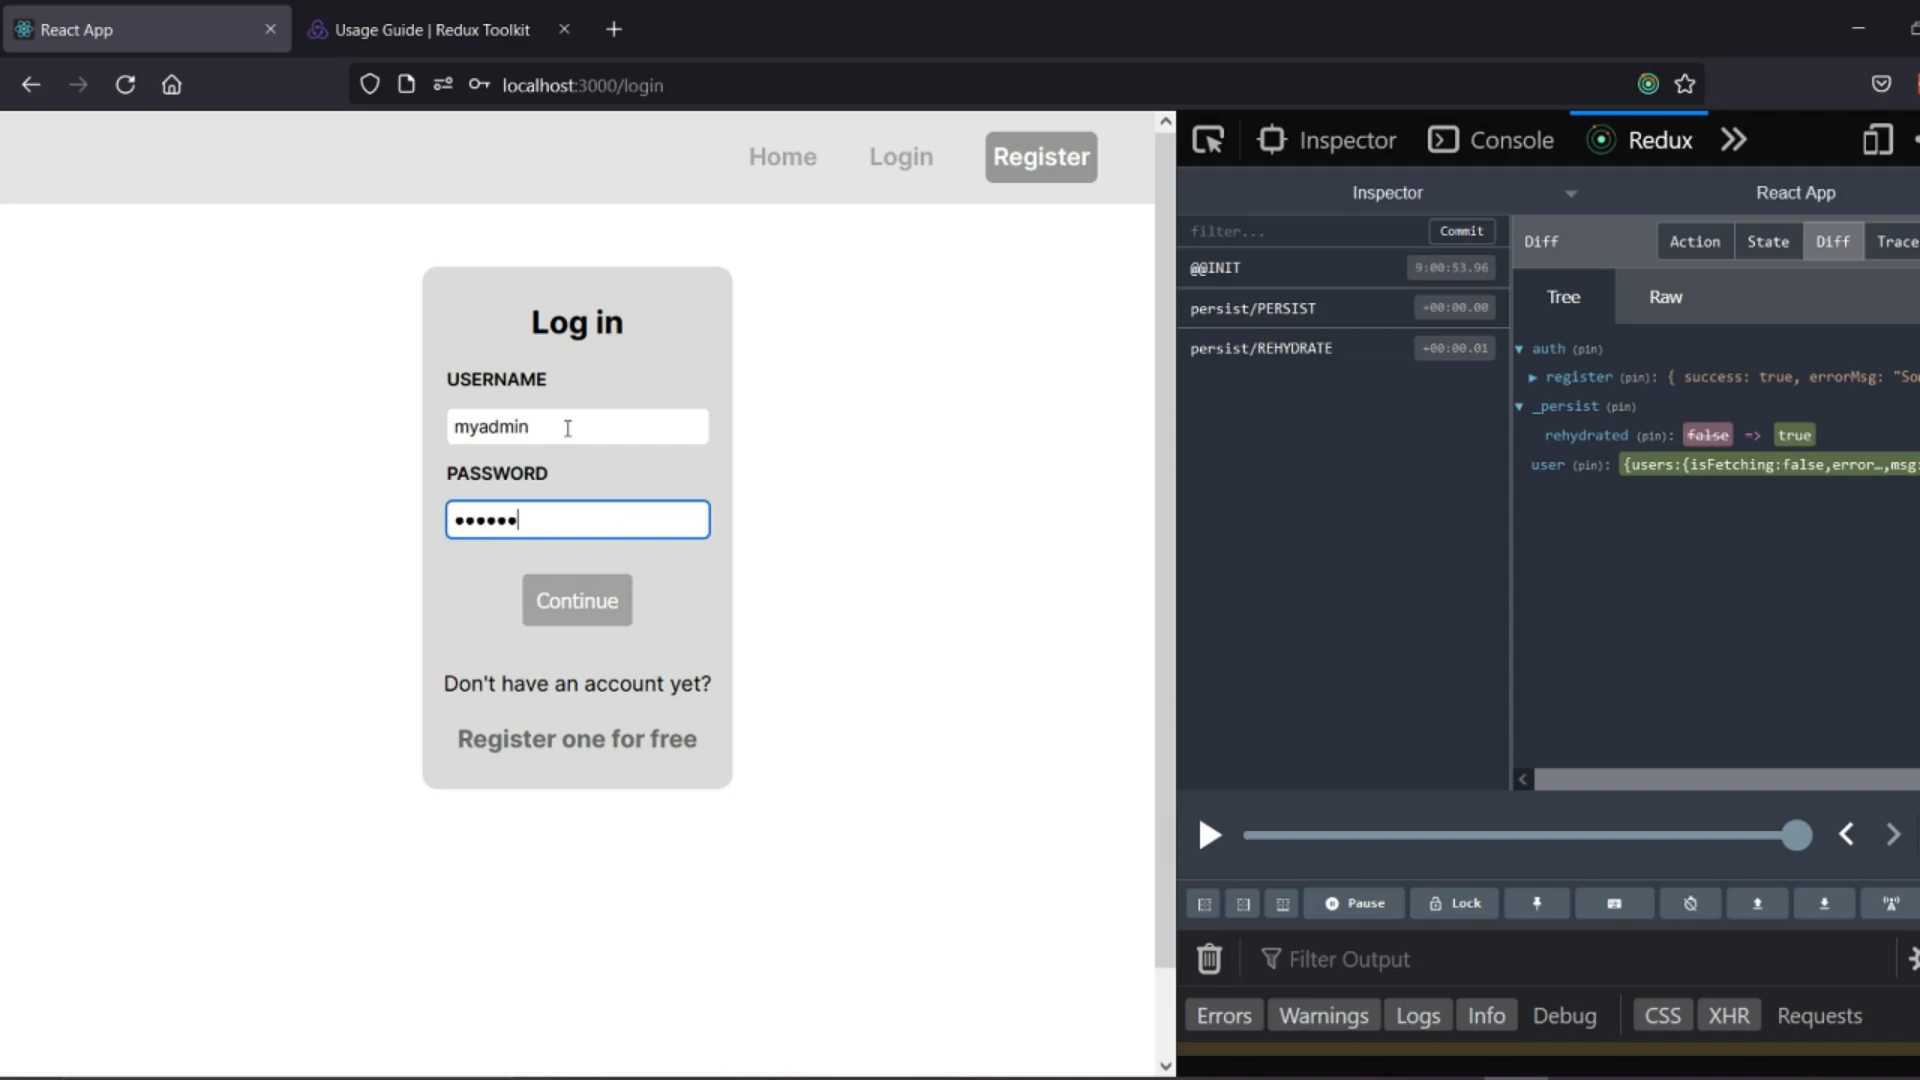 React App
Usage Guide | Redux Toolkit
localhost:3000/login
Home
Login
Register
Log in
USERNAME
myadmin
PASSWORD
••••••
Continue
Don't have an account yet?
Register one for free
Inspector
Console
Redux
Inspector
React App
filter...
Commit
@@INIT
9:00:53.96
persist/PERSIST
+00:00.00
persist/REHYDRATE
+00:00.01
Diff
Action
State
Diff
Trace
Tree
Raw
auth (pin)
register (pin): { success: true, errorMsg: "So
_persist (pin)
rehydrated (pin): false => true
user (pin): {users:{isFetching:false,error…,msg:
Pause
Lock
Filter Output
Errors
Warnings
Logs
Info
Debug
CSS
XHR
Requests